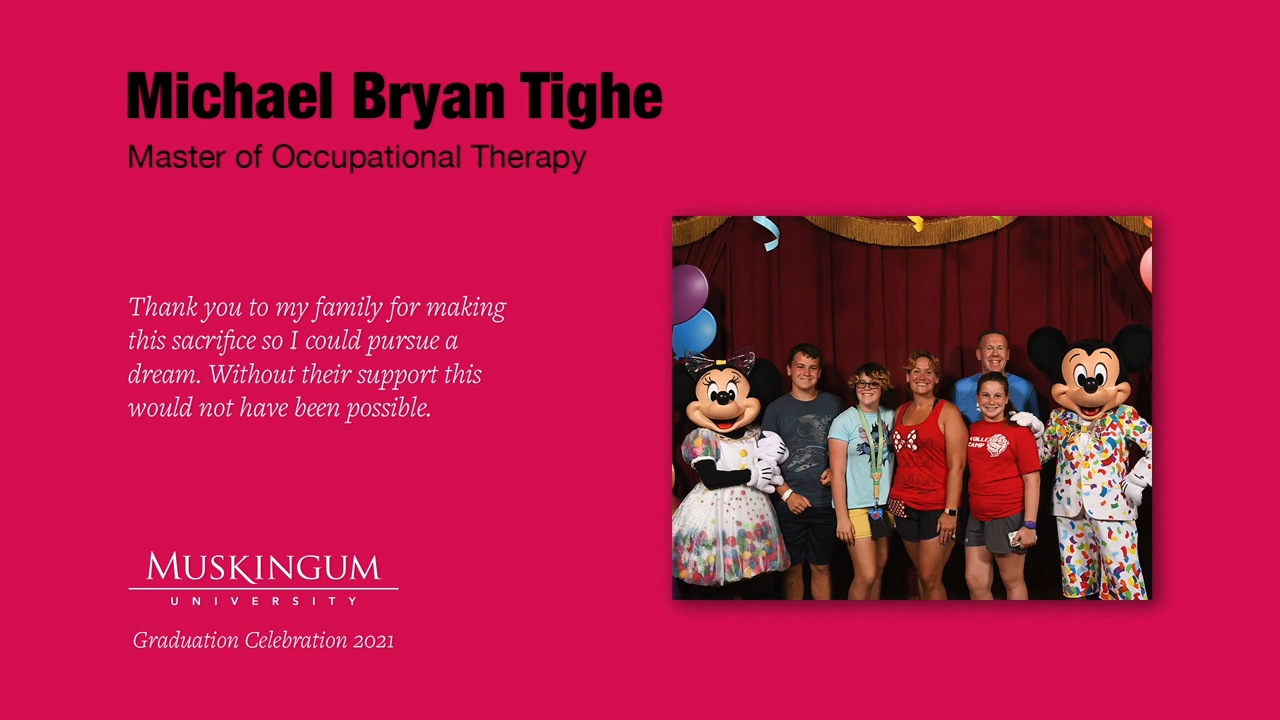 Michael Bryan Tighe
Master of Occupational Therapy
Thank you to my family for making
this sacrifice so I could pursue a
dream. Without their support this
would not have been possible.
MUSKINGUM
UNIVERSITY
Graduation Celebration 2021
CAMP